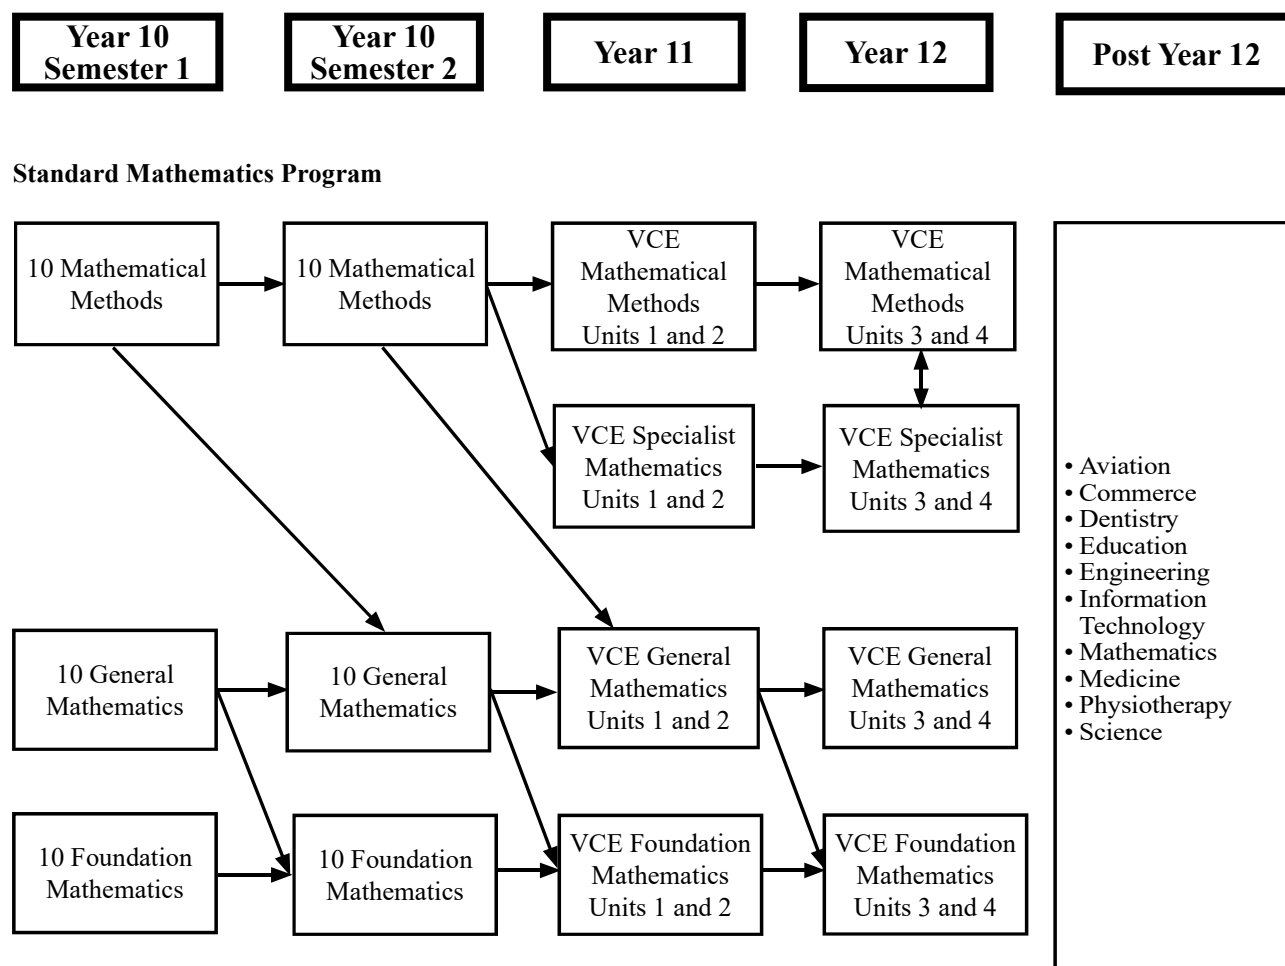 Year 10
Semester 1
Year 10
Semester 2
Year 11
Year 12
Post Year 12
Standard Mathematics Program
10 Mathematical
Methods
10 Mathematical
Methods
VCE
Mathematical
Methods
Units 1 and 2
VCE
Mathematical
Methods
Units 3 and 4
VCE Specialist
Mathematics
Units 1 and 2
VCE Specialist
Mathematics
Units 3 and 4
10 General
Mathematics
10 General
Mathematics
VCE General
Mathematics
Units 1 and 2
VCE General
Mathematics
Units 3 and 4
10 Foundation
Mathematics
10 Foundation
Mathematics
VCE Foundation
Mathematics
Units 1 and 2
VCE Foundation
Mathematics
Units 3 and 4
• Aviation
• Commerce
• Dentistry
• Education
• Engineering
• Information
Technology
• Mathematics
• Medicine
• Physiotherapy
• Science